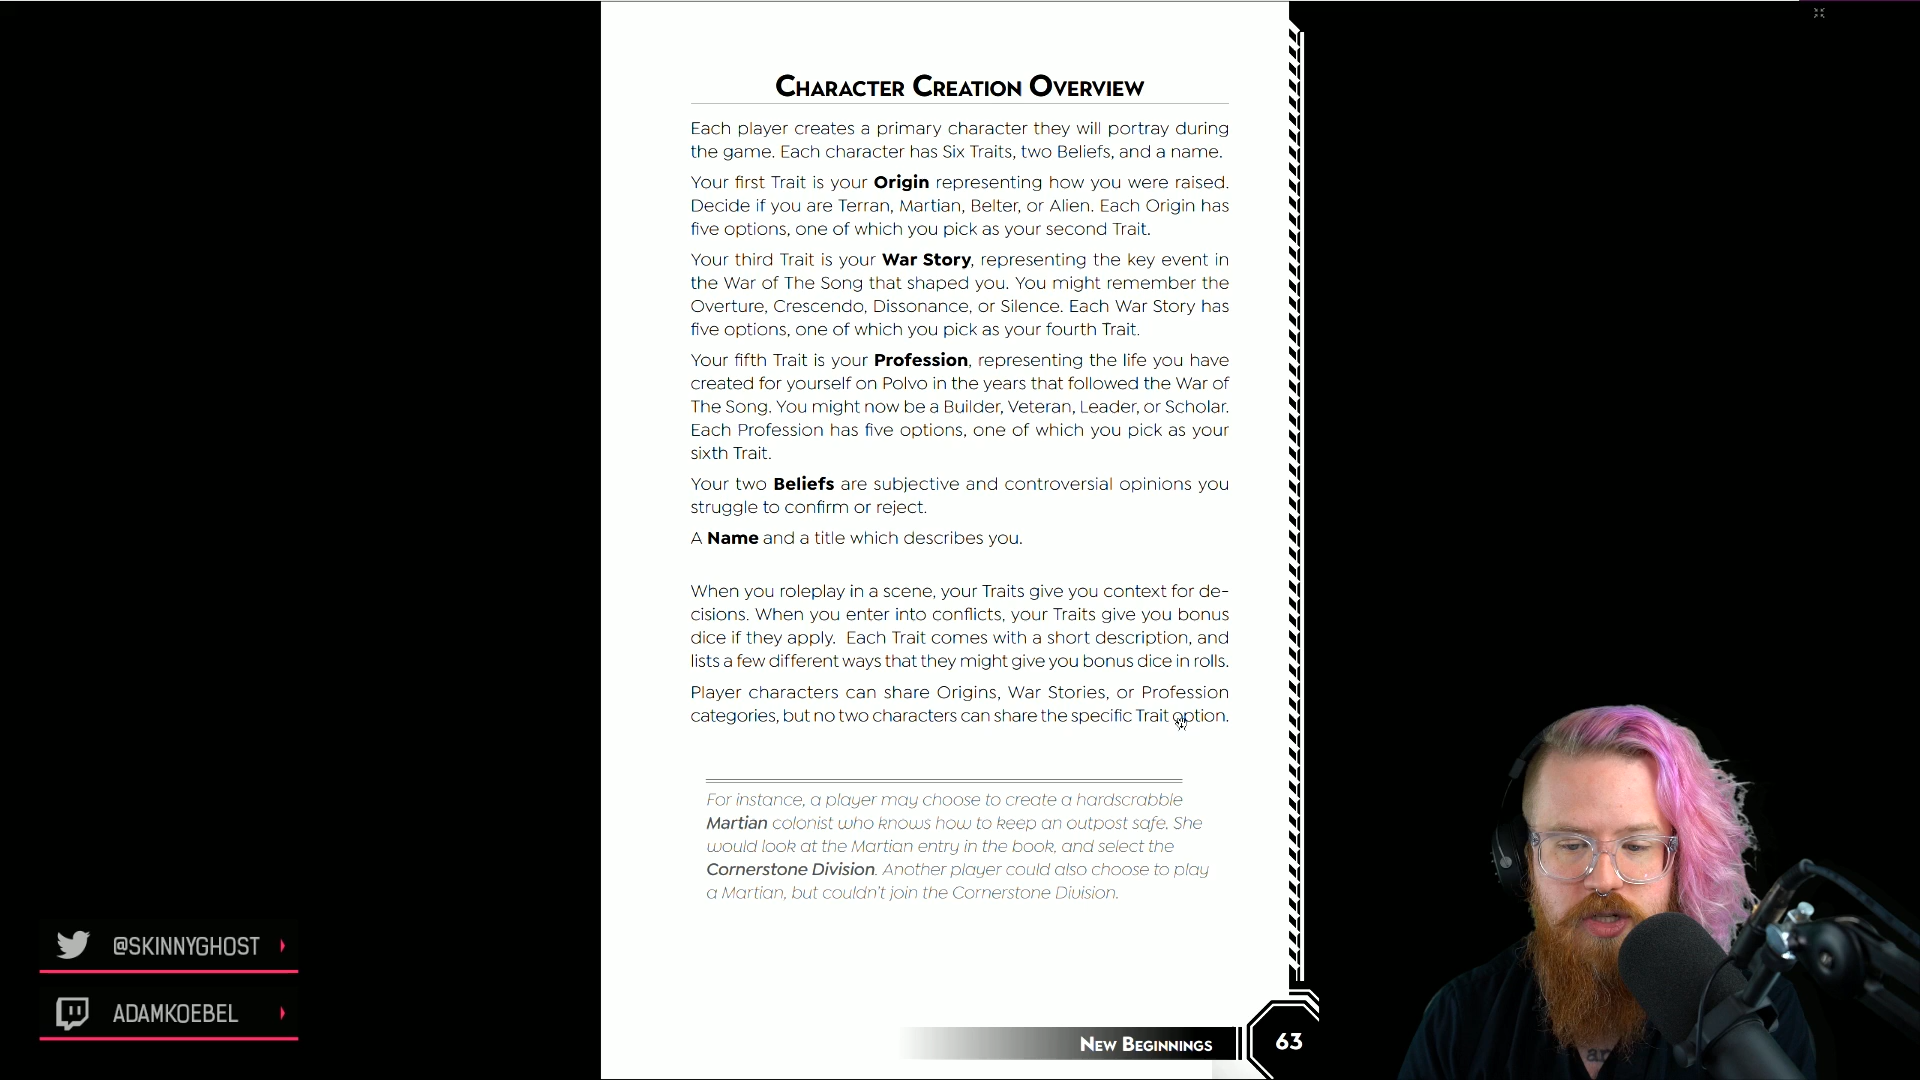 Character Creation Overview
Each player creates a primary character they will portray during
the game. Each character has Six Traits, two Beliefs, and a name.
Your first Trait is your Origin representing how you were raised.
Decide if you are Terran, Martian, Belter, or Alien. Each Origin has
five options, one of which you pick as your second Trait.
Your third Trait is your War Story, representing the key event in
the War of The Song that shaped you. You might remember the
Overture, Crescendo, Dissonance, or Silence. Each War Story has
five options, one of which you pick as your fourth Trait.
Your fifth Trait is your Profession, representing the life you have
created for yourself on Polvo in the years that followed the War of
The Song. You might now be a Builder, Veteran, Leader, or Scholar.
Each Profession has five options, one of which you pick as your
sixth Trait.
Your two Beliefs are subjective and controversial opinions you
struggle to confirm or reject.
A Name and a title which describes you.
When you roleplay in a scene, your Traits give you context for de-
cisions. When you enter into conflicts, your Traits give you bonus
dice if they apply. Each Trait comes with a short description, and
lists a few different ways that they might give you bonus dice in rolls.
Player characters can share Origins, War Stories, or Profession
categories, but no two characters can share the specific Trait option.
For instance, a player may choose to create a hardscrabble
Martian colonist who knows how to keep an outpost safe. She
would look at the Martian entry in the book, and select the
Cornerstone Division. Another player could also choose to play
a Martian, but couldn't join the Cornerstone Division.
New Beginnings
63
@SKINNYGHOST
ADAMKOEBEL